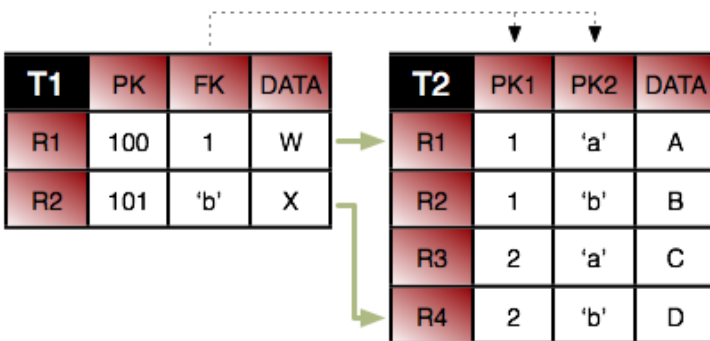 T1 PK FK DATA
R1 100 1 W
R2 101 ‘b’ X
T2 PK1 PK2 DATA
R1 1 ‘a’ A
R2 1 ‘b’ B
R3 2 ‘a’ C
R4 2 ‘b’ D